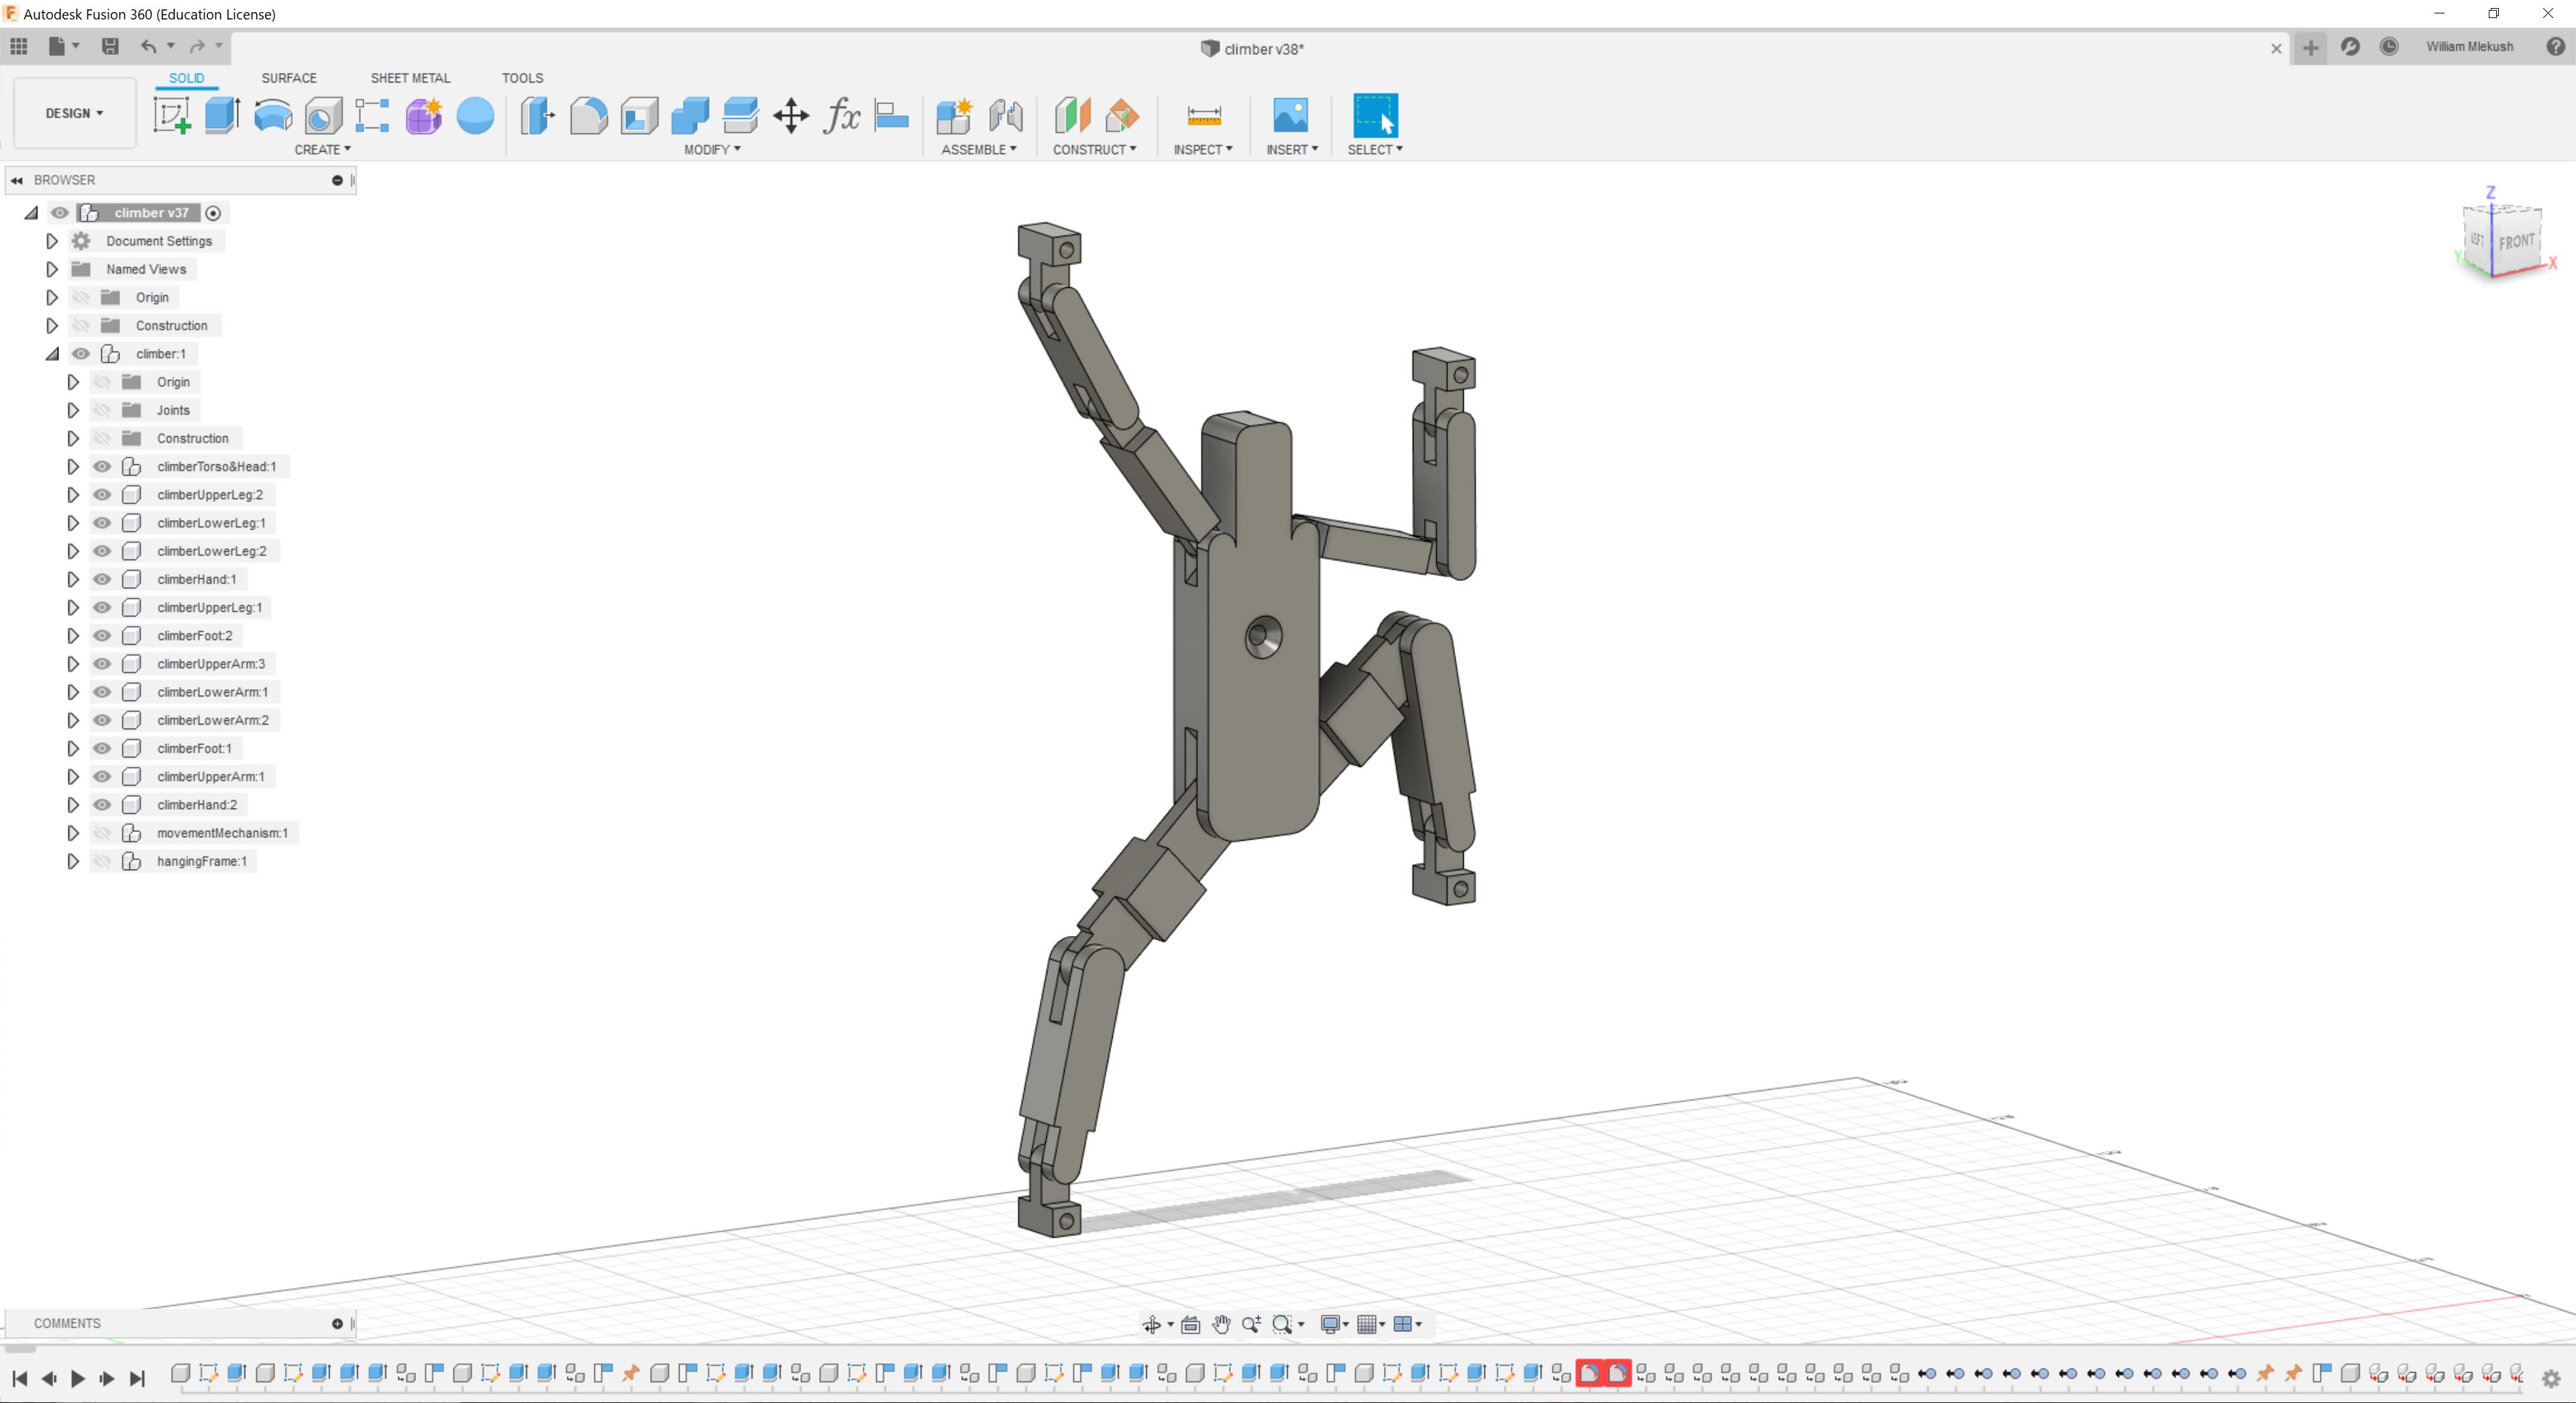 Autodesk Fusion 360 (Education License)
climber v38*
William Mlekush
SOLID SURFACE SHEET METAL TOOLS
DESIGN
fx
CREATE MODIFY ASSEMBLE CONSTRUCT INSPECT INSERT SELECT
BROWSER
climber v37
Document Settings
Named Views
Origin
Construction
climber:1
Origin
Joints
Construction
climberTorso&Head:1
climberUpperLeg:2
climberLowerLeg:1
climberLowerLeg:2
climberHand:1
climberUpperLeg:1
climberFoot:2
climberUpperArm:3
climberLowerArm:1
climberLowerArm:2
climberFoot:1
climberUpperArm:1
climberHand:2
movementMechanism:1
hangingFrame:1
Z
LEFT FRONT
Y X
COMMENTS